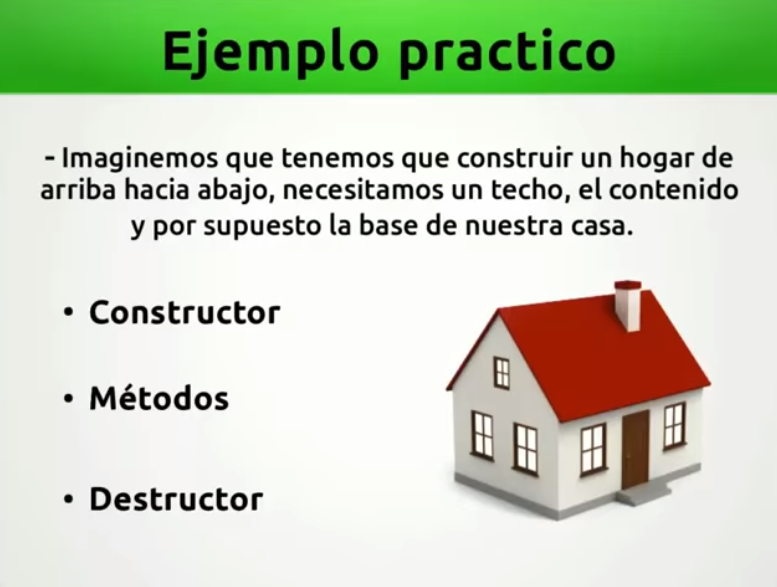 Ejemplo practico
- Imaginemos que tenemos que construir un hogar de
arriba hacia abajo, necesitamos un techo, el contenido
y por supuesto la base de nuestra casa.
• Constructor
• Métodos
• Destructor